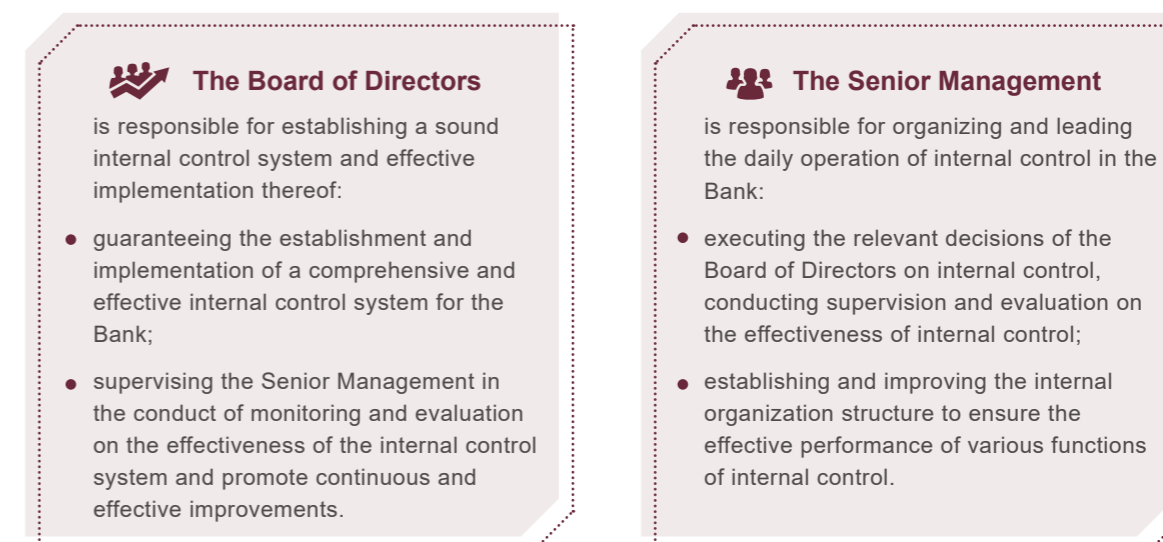 The Board of Directors
is responsible for establishing a sound
internal control system and effective
implementation thereof:
● guaranteeing the establishment and
implementation of a comprehensive and
effective internal control system for the
Bank;
● supervising the Senior Management in
the conduct of monitoring and evaluation
on the effectiveness of the internal control
system and promote continuous and
effective improvements.
The Senior Management
is responsible for organizing and leading
the daily operation of internal control in the
Bank:
● executing the relevant decisions of the
Board of Directors on internal control,
conducting supervision and evaluation on
the effectiveness of internal control;
● establishing and improving the internal
organization structure to ensure the
effective performance of various functions
of internal control.